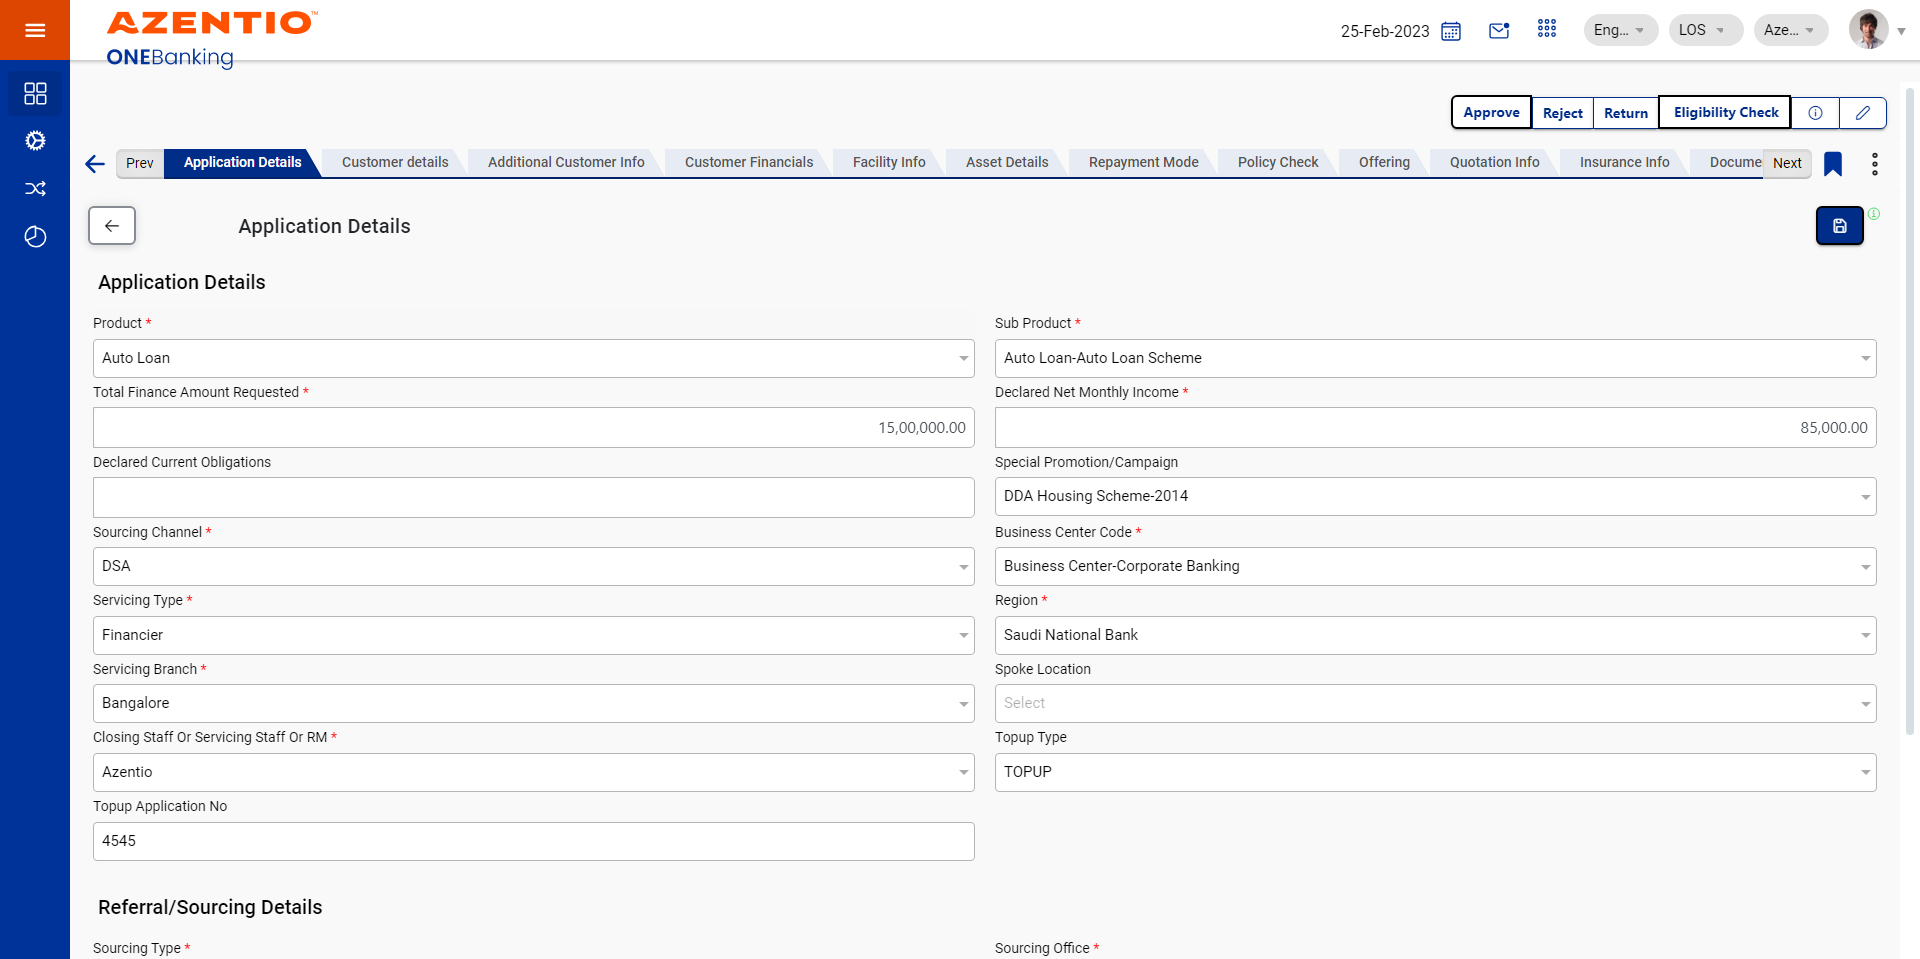 AZENTIO™
ONEBanking
25-Feb-2023
Eng...
LOS
Aze...
Approve
Reject
Return
Eligibility Check
Prev
Application Details
Customer details
Additional Customer Info
Customer Financials
Facility Info
Asset Details
Repayment Mode
Policy Check
Offering
Quotation Info
Insurance Info
Docume
Next
Application Details
Application Details
Product *
Sub Product *
Auto Loan
Auto Loan-Auto Loan Scheme
Total Finance Amount Requested *
Declared Net Monthly Income *
15,00,000.00
85,000.00
Declared Current Obligations
Special Promotion/Campaign
DDA Housing Scheme-2014
Sourcing Channel *
Business Center Code *
DSA
Business Center-Corporate Banking
Servicing Type *
Region *
Financier
Saudi National Bank
Servicing Branch *
Spoke Location
Bangalore
Select
Closing Staff Or Servicing Staff Or RM *
Topup Type
Azentio
TOPUP
Topup Application No
4545
Referral/Sourcing Details
Sourcing Type *
Sourcing Office *